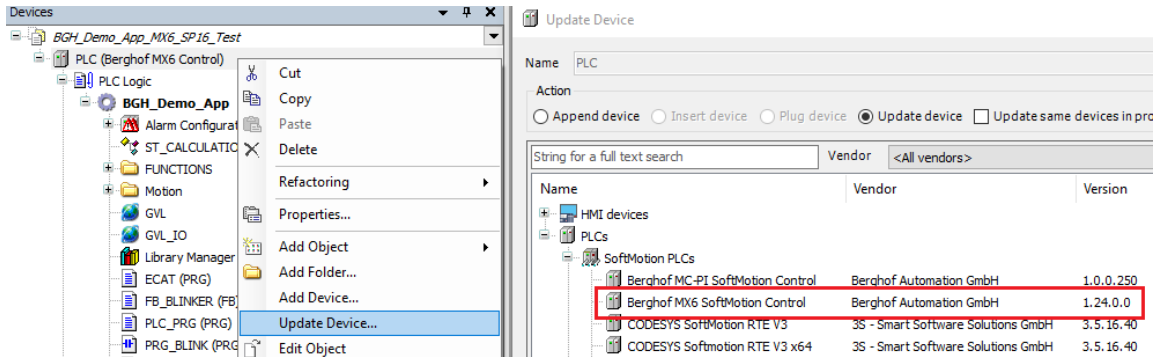 Devices
BGH_Demo_App_MX6_SP16_Test
PLC (Berghof MX6 Control)
PLC Logic
BGH_Demo_App
Alarm Configurat
ST_CALCULATIO
FUNCTIONS
Motion
GVL
GVL_IO
Library Manager
ECAT (PRG)
FB_BLINKER (FB)
PLC_PRG (PRG)
PRG_BLINK (PRG
Cut
Copy
Paste
Delete
Refactoring
Properties...
Add Object
Add Folder...
Add Device...
Update Device...
Edit Object
Update Device
Name PLC
Action
Append device Insert device Plug device Update device Update same devices in pro
String for a full text search Vendor <All vendors>
Name Vendor Version
HMI devices
PLCs
SoftMotion PLCs
Berghof MC-PI SoftMotion Control Berghof Automation GmbH 1.0.0.250
Berghof MX6 SoftMotion Control Berghof Automation GmbH 1.24.0.0
CODESYS SoftMotion RTE V3 3S - Smart Software Solutions GmbH 3.5.16.40
CODESYS Softmotion RTE V3 x64 3S - Smart Software Solutions GmbH 3.5.16.40